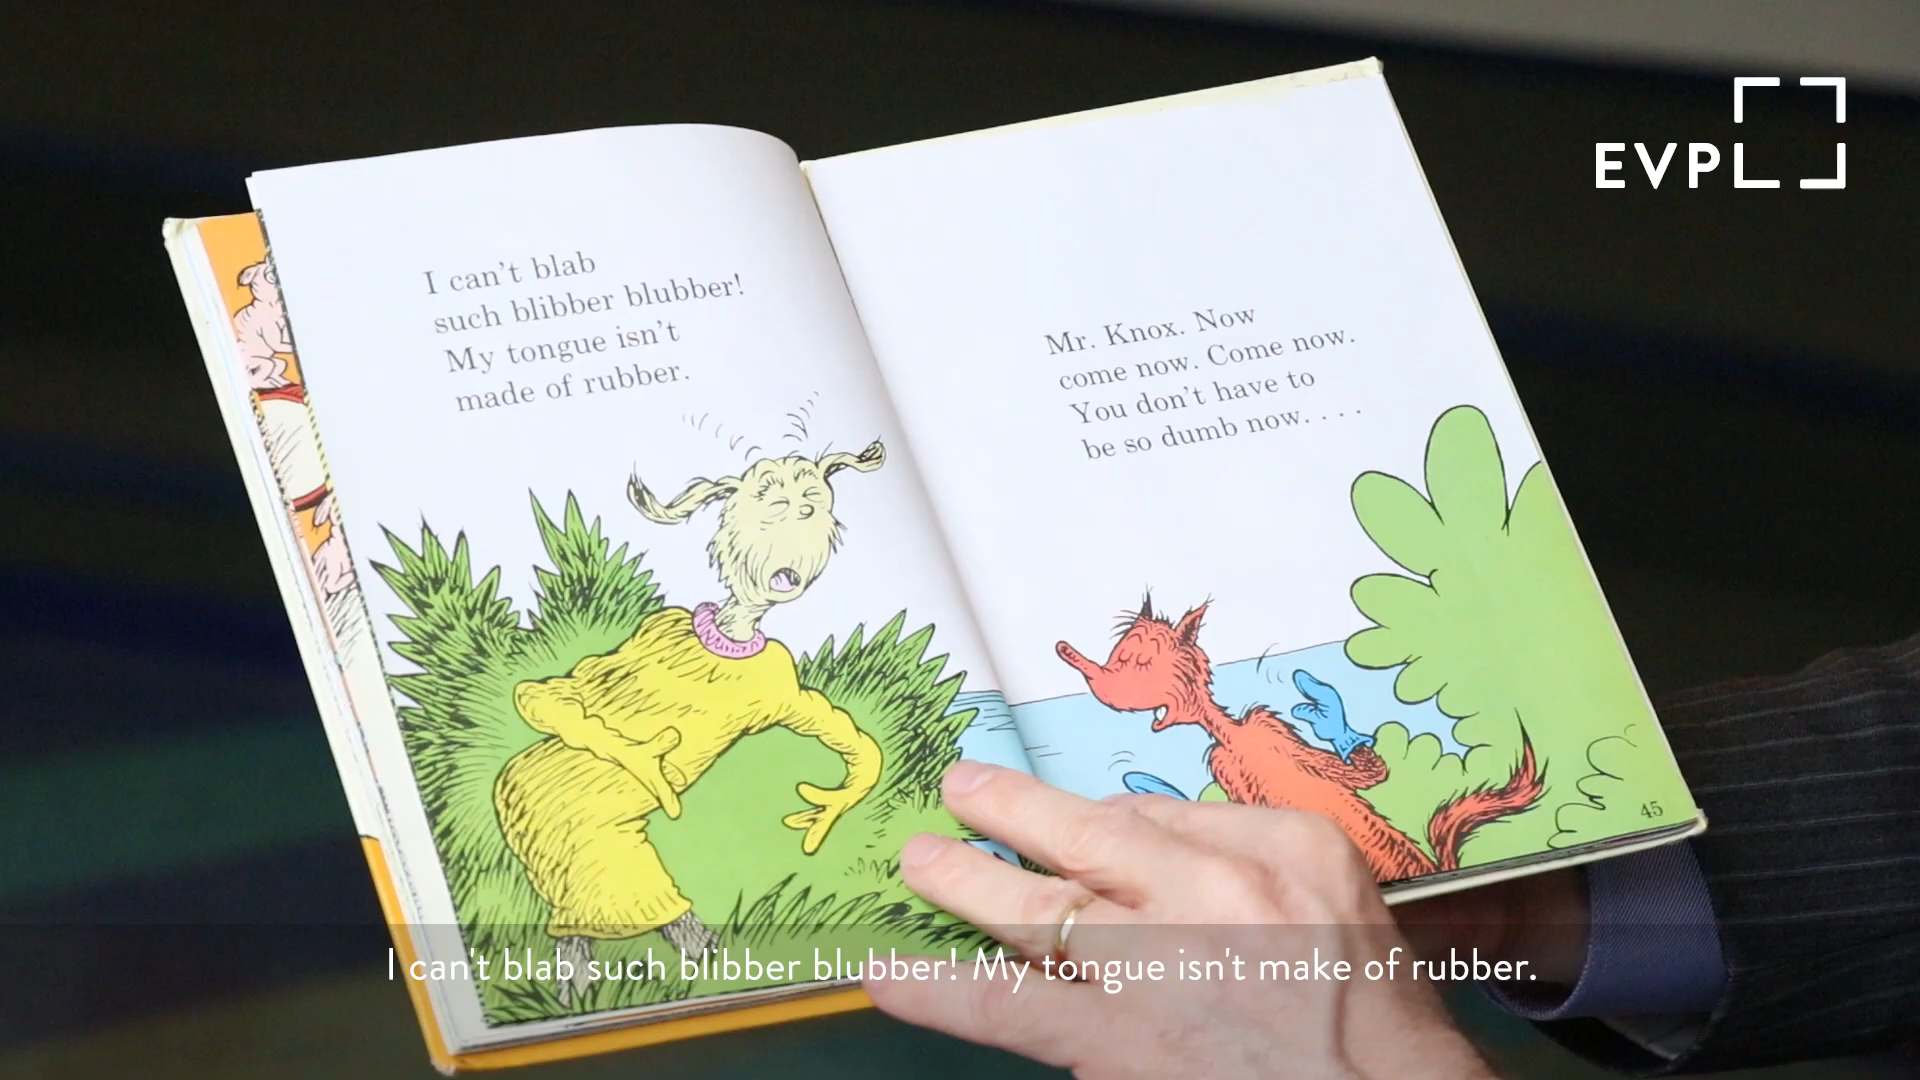 EVPL
I can't blab
such blibber blubber!
My tongue isn't
made of rubber.
Mr. Knox. Now
come now. Come now.
You don't have to
be so dumb now. . . .
45
I can't blab such blibber blubber! My tongue isn't make of rubber.